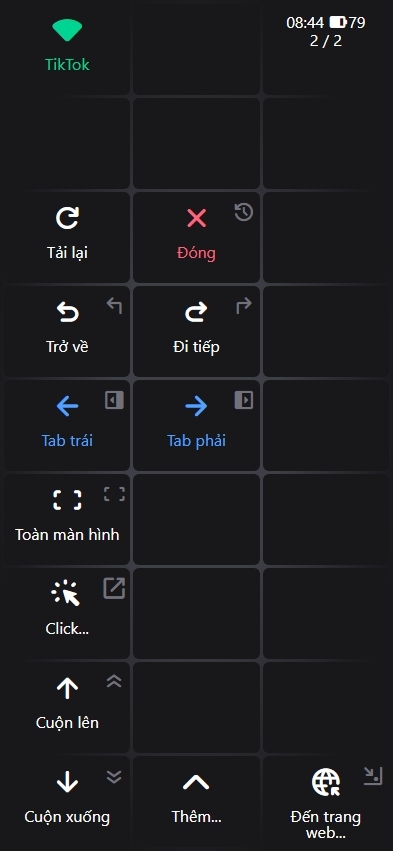 TikTok
08:44 79
2 / 2
Tải lại
Đóng
Trở về
Đi tiếp
Tab trái
Tab phải
Toàn màn hình
Click...
Cuộn lên
Cuộn xuống
Thêm...
Đến trang
web...